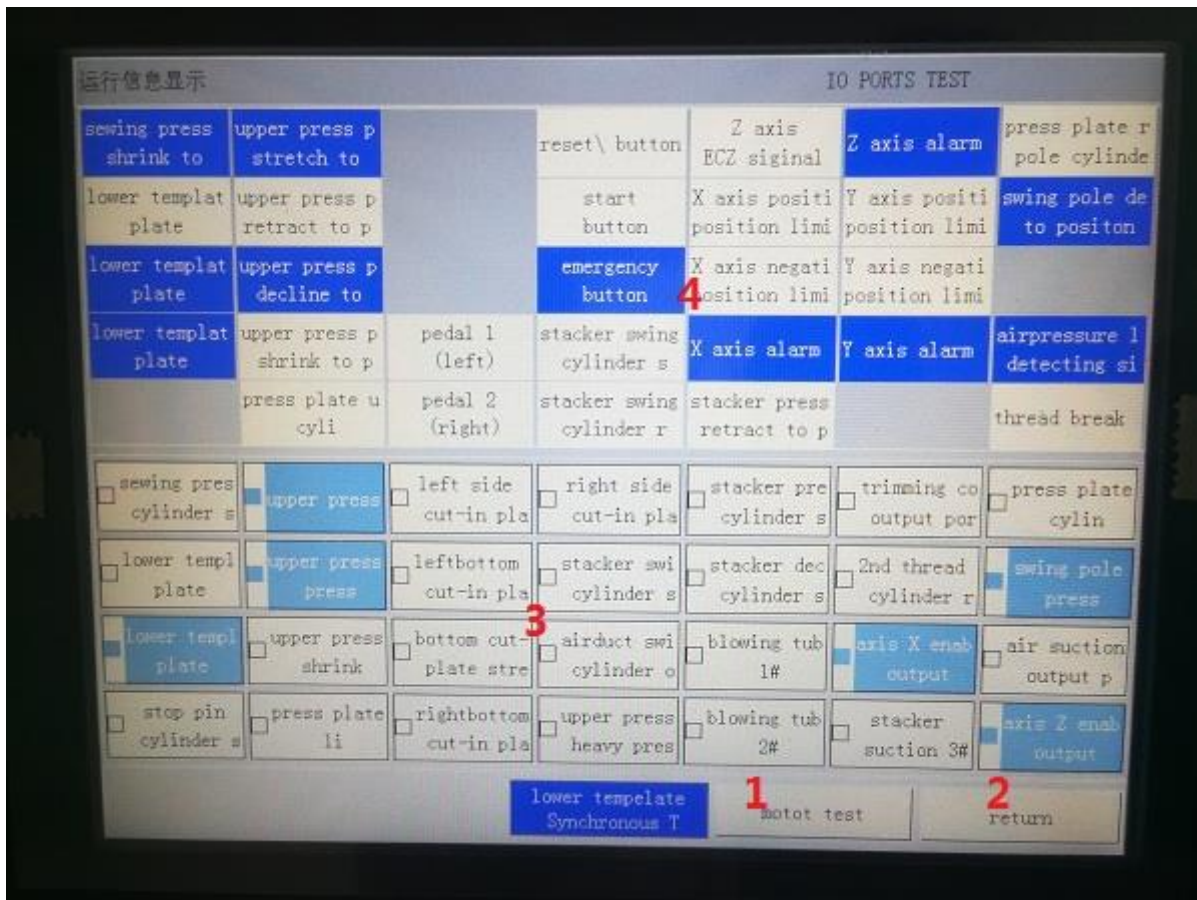 运行信息显示
IO PORTS TEST
sewing press
shrink to
upper press p
stretch to
reset\ button
Z axis
ECZ siginal
Z axis alarm
press plate r
pole cylinde
lower templat
plate
upper press p
retract to p
start
button
X axis positi
position limi
Y axis positi
position limi
swing pole de
to positon
lower templat
plate
upper press p
decline to
emergency
button
4
X axis negati
position limi
Y axis negati
position limi
lower templat
plate
upper press p
shrink to p
pedal 1
(left)
stacker swing
cylinder s
X axis alarm
Y axis alarm
airpressure l
detecting si
press plate u
cyli
pedal 2
(right)
stacker swing
cylinder r
stacker press
retract to p
thread break
sewing pres
cylinder s
upper press
left side
cut-in pla
right side
cut-in pla
stacker pre
cylinder s
trimming co
output por
press plate
cylin
lower templ
plate
upper press
press
leftbottom
cut-in pla
stacker swi
cylinder s
stacker dec
cylinder s
2nd thread
cylinder r
swing pole
press
3
lower templ
plate
upper press
shrink
bottom cut-
plate stre
airduct swi
cylinder o
blowing tub
1#
axis X enab
output
air suction
output p
stop pin
cylinder s
press plate
li
rightbottom
cut-in pla
upper press
heavy pres
blowing tub
2#
stacker
suction 3#
axis Z enab
output
lower tempelate
Synchronous T
1
motot test
2
return